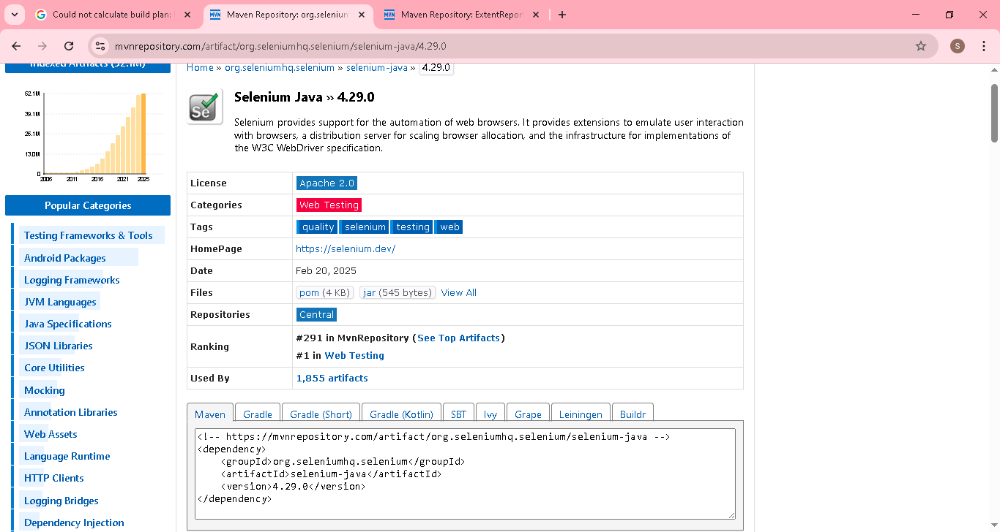 Could not calculate build plan:
Maven Repository: org.selenium
Maven Repository: ExtentRepor
mvnrepository.com/artifact/org.seleniumhq.selenium/selenium-java/4.29.0
S
Indexed Artifacts (52.1M)
52.1M
39.1M
26.1M
13.0M
0
2006 2011 2016 2021 2025
Popular Categories
Testing Frameworks & Tools
Android Packages
Logging Frameworks
JVM Languages
Java Specifications
JSON Libraries
Core Utilities
Mocking
Annotation Libraries
Web Assets
Language Runtime
HTTP Clients
Logging Bridges
Dependency Injection
Home » org.seleniumhq.selenium » selenium-java » 4.29.0
Se
Selenium Java » 4.29.0
Selenium provides support for the automation of web browsers. It provides extensions to emulate user interaction
with browsers, a distribution server for scaling browser allocation, and the infrastructure for implementations of
the W3C WebDriver specification.
License Apache 2.0
Categories Web Testing
Tags quality selenium testing web
HomePage https://selenium.dev/
Date Feb 20, 2025
Files pom (4 KB) jar (545 bytes) View All
Repositories Central
Ranking #291 in MvnRepository (See Top Artifacts)
#1 in Web Testing
Used By 1,855 artifacts
Maven Gradle Gradle (Short) Gradle (Kotlin) SBT Ivy Grape Leiningen Buildr
<!-- https://mvnrepository.com/artifact/org.seleniumhq.selenium/selenium-java -->
<dependency>
    <groupId>org.seleniumhq.selenium</groupId>
    <artifactId>selenium-java</artifactId>
    <version>4.29.0</version>
</dependency>